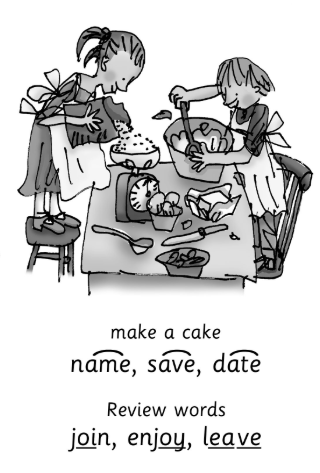 make a cake
name, save, date
Review words
join, enjoy, leave